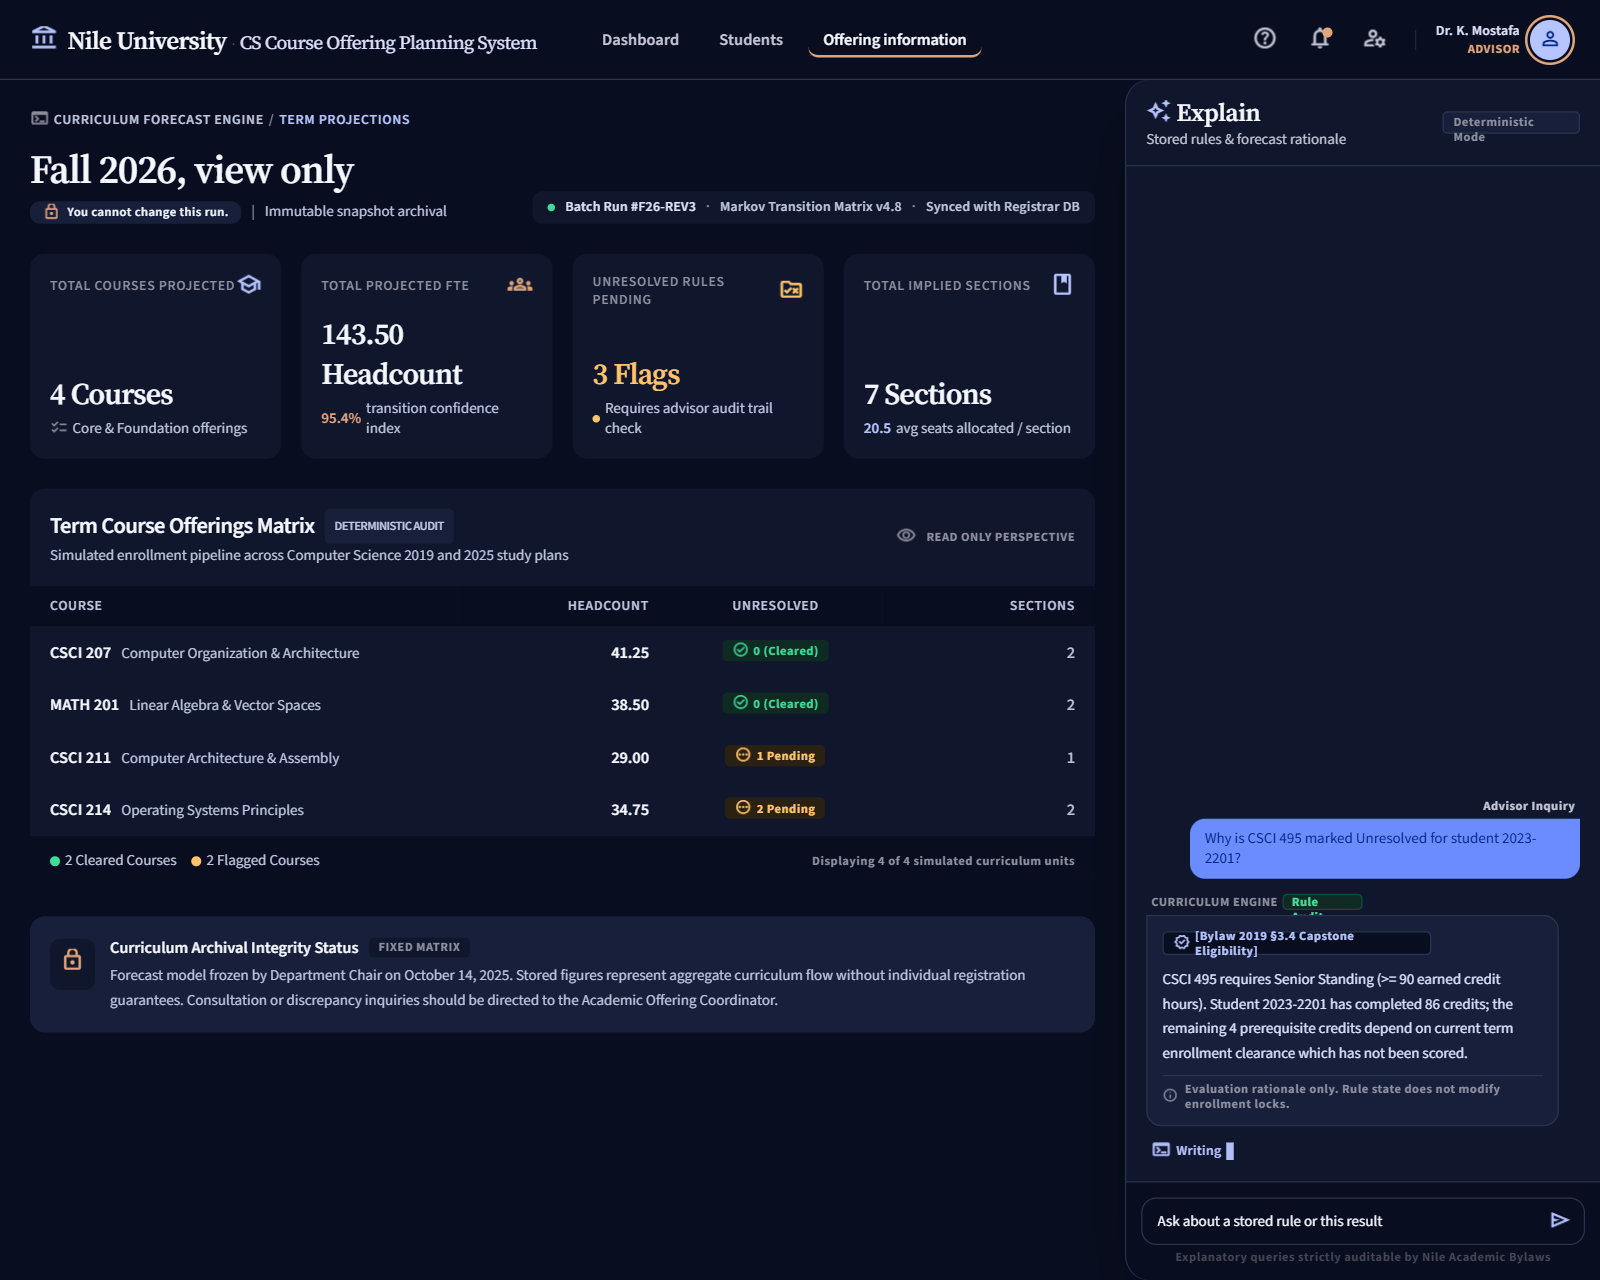 Nile University · CS Course Offering Planning System
Dashboard
Students
Offering information
Dr. K. Mostafa
ADVISOR
CURRICULUM FORECAST ENGINE / TERM PROJECTIONS
Fall 2026, view only
You cannot change this run. | Immutable snapshot archival
Batch Run #F26-REV3 · Markov Transition Matrix v4.8 · Synced with Registrar DB
TOTAL COURSES PROJECTED
4 Courses
Core & Foundation offerings
TOTAL PROJECTED FTE
143.50
Headcount
95.4% transition confidence
index
UNRESOLVED RULES
PENDING
3 Flags
Requires advisor audit trail
check
TOTAL IMPLIED SECTIONS
7 Sections
20.5 avg seats allocated / section
Term Course Offerings Matrix DETERMINISTIC AUDIT
Simulated enrollment pipeline across Computer Science 2019 and 2025 study plans
READ ONLY PERSPECTIVE
COURSE HEADCOUNT UNRESOLVED SECTIONS
CSCI 207 Computer Organization & Architecture 41.25 0 (Cleared) 2
MATH 201 Linear Algebra & Vector Spaces 38.50 0 (Cleared) 2
CSCI 211 Computer Architecture & Assembly 29.00 1 Pending 1
CSCI 214 Operating Systems Principles 34.75 2 Pending 2
2 Cleared Courses 2 Flagged Courses
Displaying 4 of 4 simulated curriculum units
Curriculum Archival Integrity Status FIXED MATRIX
Forecast model frozen by Department Chair on October 14, 2025. Stored figures represent aggregate curriculum flow without individual registration
guarantees. Consultation or discrepancy inquiries should be directed to the Academic Offering Coordinator.
Explain
Stored rules & forecast rationale
Deterministic
Mode
Advisor Inquiry
Why is CSCI 495 marked Unresolved for student 2023-
2201?
CURRICULUM ENGINE Rule
Audit
[Bylaw 2019 §3.4 Capstone
Eligibility]
CSCI 495 requires Senior Standing (>= 90 earned credit
hours). Student 2023-2201 has completed 86 credits; the
remaining 4 prerequisite credits depend on current term
enrollment clearance which has not been scored.
Evaluation rationale only. Rule state does not modify
enrollment locks.
Writing
Ask about a stored rule or this result
Explanatory queries strictly auditable by Nile Academic Bylaws